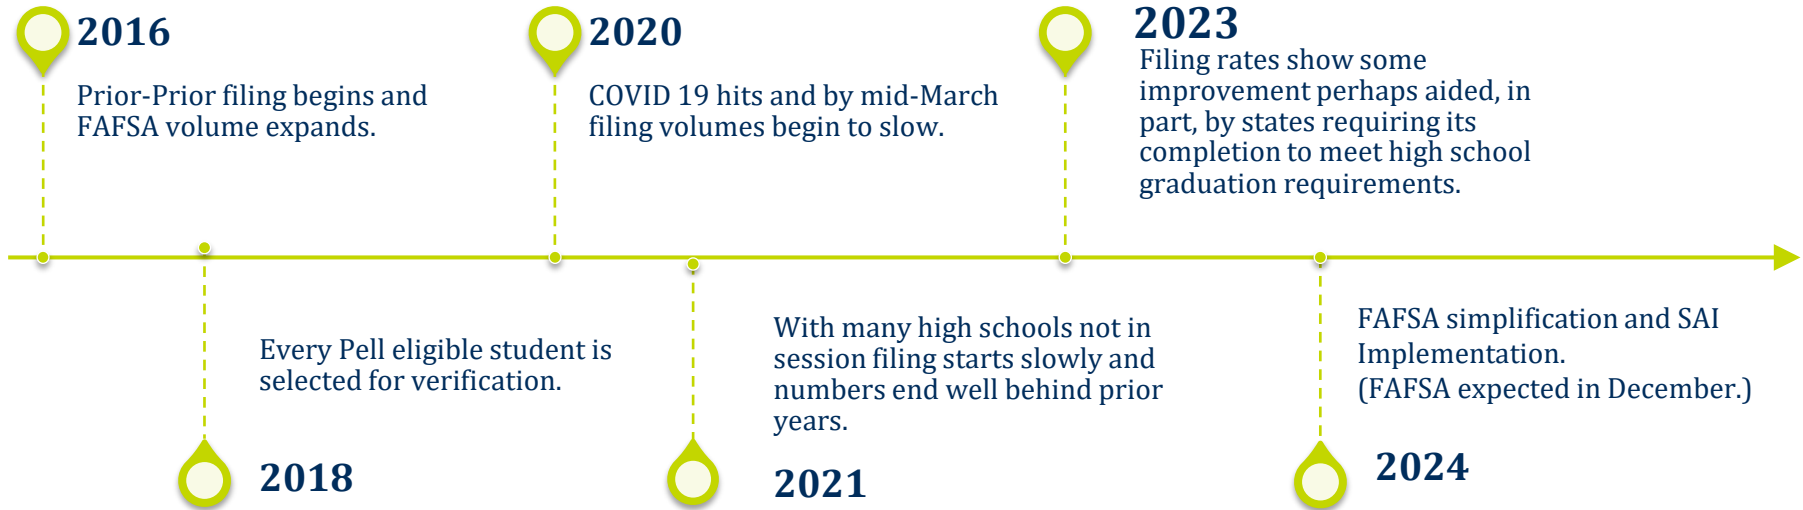 2016
Prior-Prior filing begins and
FAFSA volume expands.
2020
COVID 19 hits and by mid-March
filing volumes begin to slow.
2023
Filing rates show some
improvement perhaps aided, in
part, by states requiring its
completion to meet high school
graduation requirements.
Every Pell eligible student is
selected for verification.
2018
With many high schools not in
session filing starts slowly and
numbers end well behind prior
years.
2021
FAFSA simplification and SAI
Implementation.
(FAFSA expected in December.)
2024